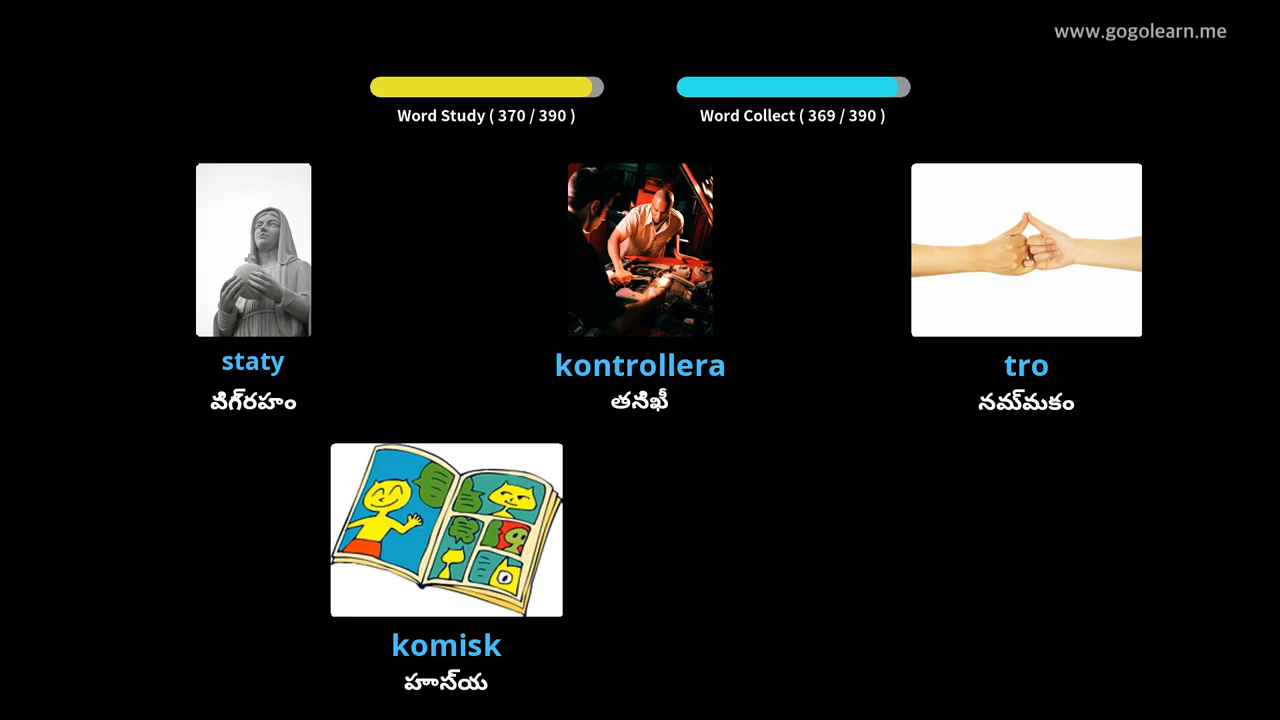 www.gogolearn.me
Word Study ( 370 / 390 )
Word Collect ( 369 / 390 )
staty
విగ్రహం
kontrollera
తనిఖీ
tro
నమ్మకం
komisk
హాస్య